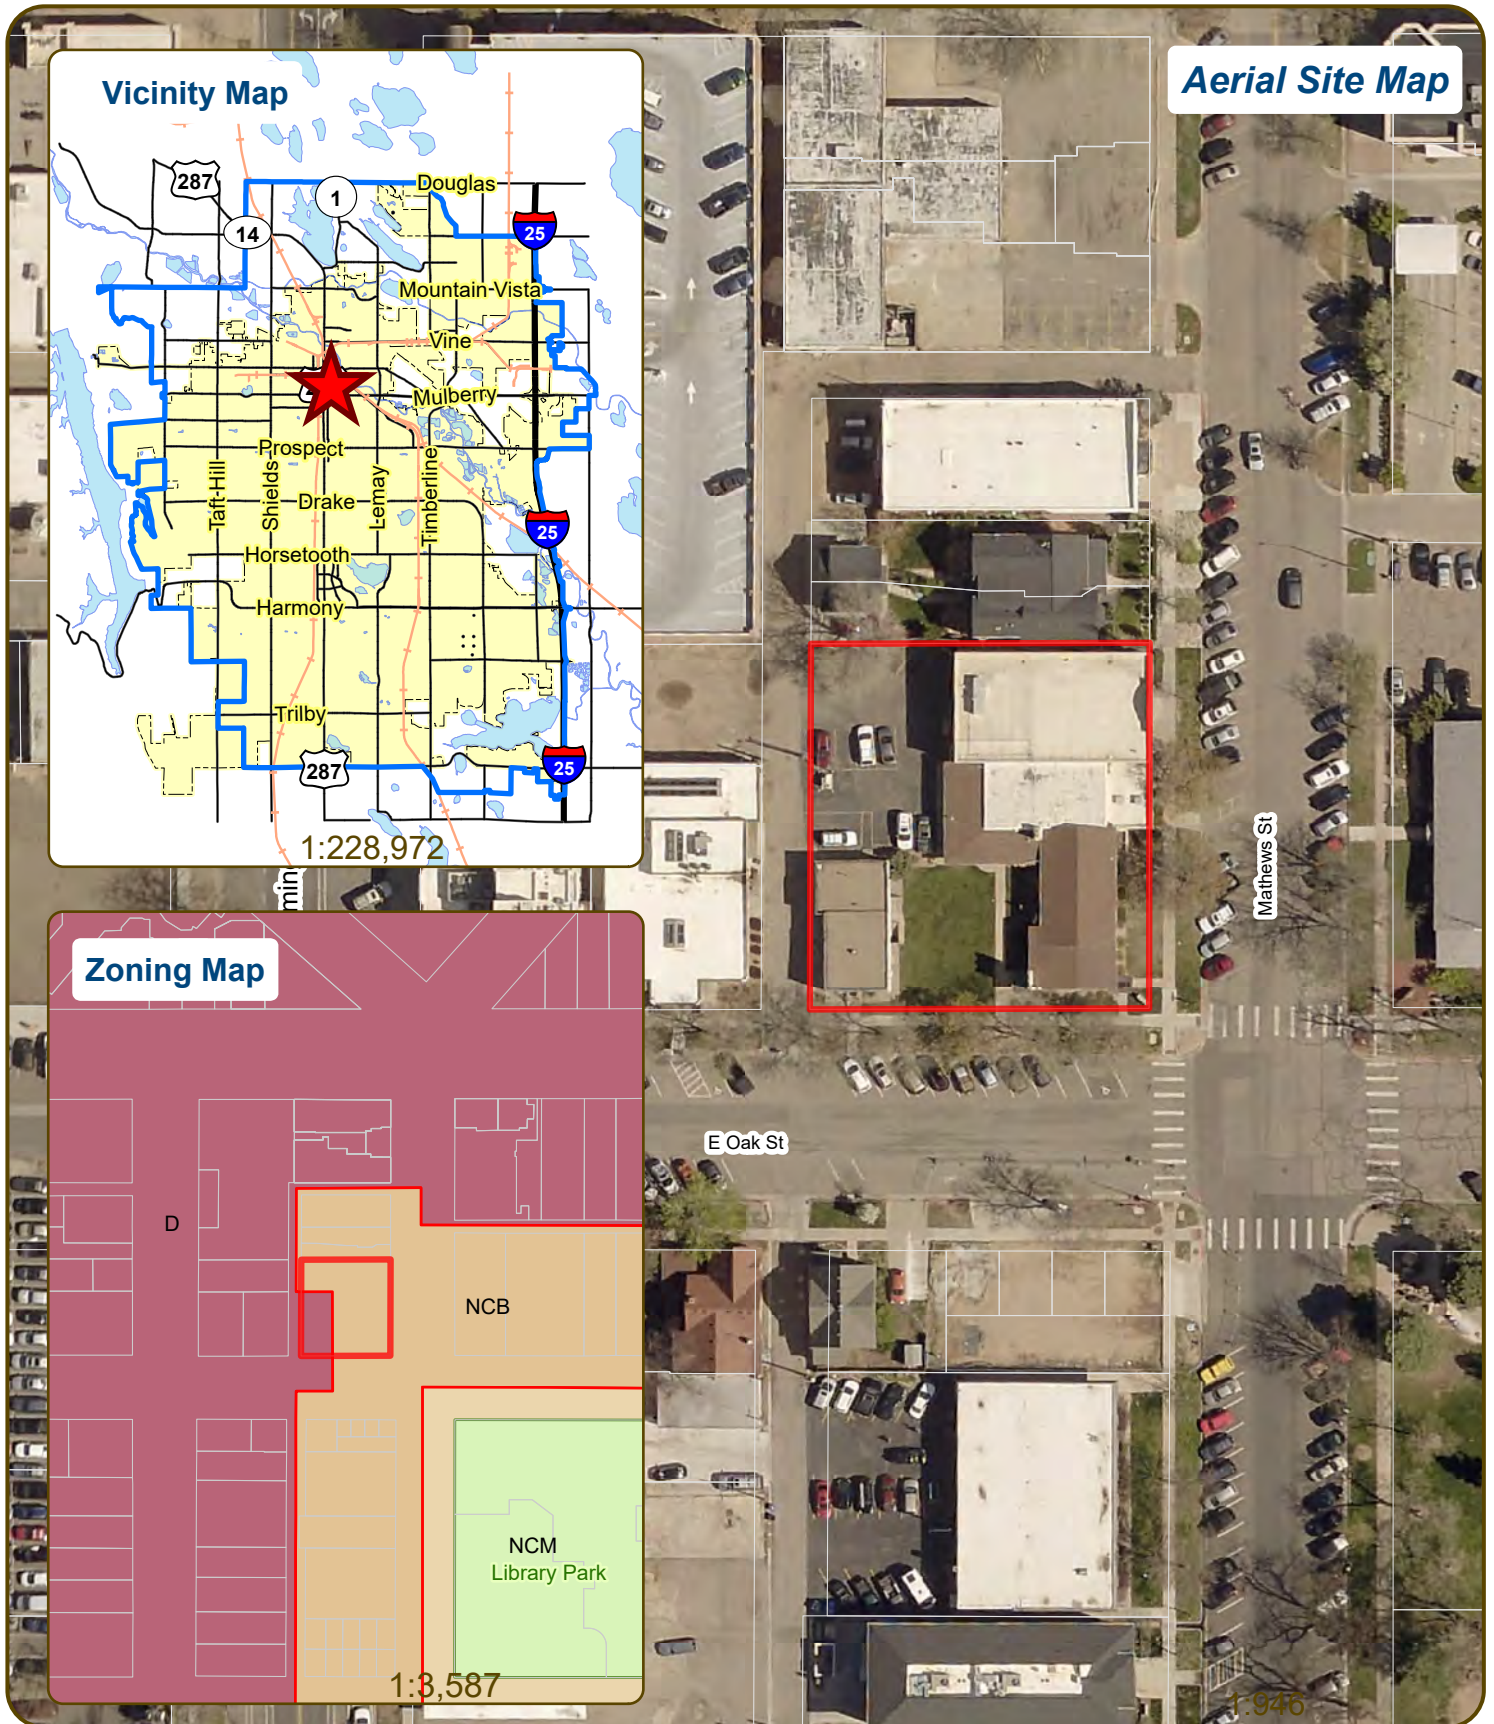 Vicinity Map
Aerial Site Map
287
1
Douglas
14
25
Mountain-Vista
Vine
Mulberry
Prospect
Taft-Hill
Shields
Drake
Lemay
Timberline
25
Horsetooth
Harmony
Trilby
287
25
1:228,972
Mathews St
Zoning Map
E Oak St
D
NCB
NCM
Library Park
1:3,587
1:946